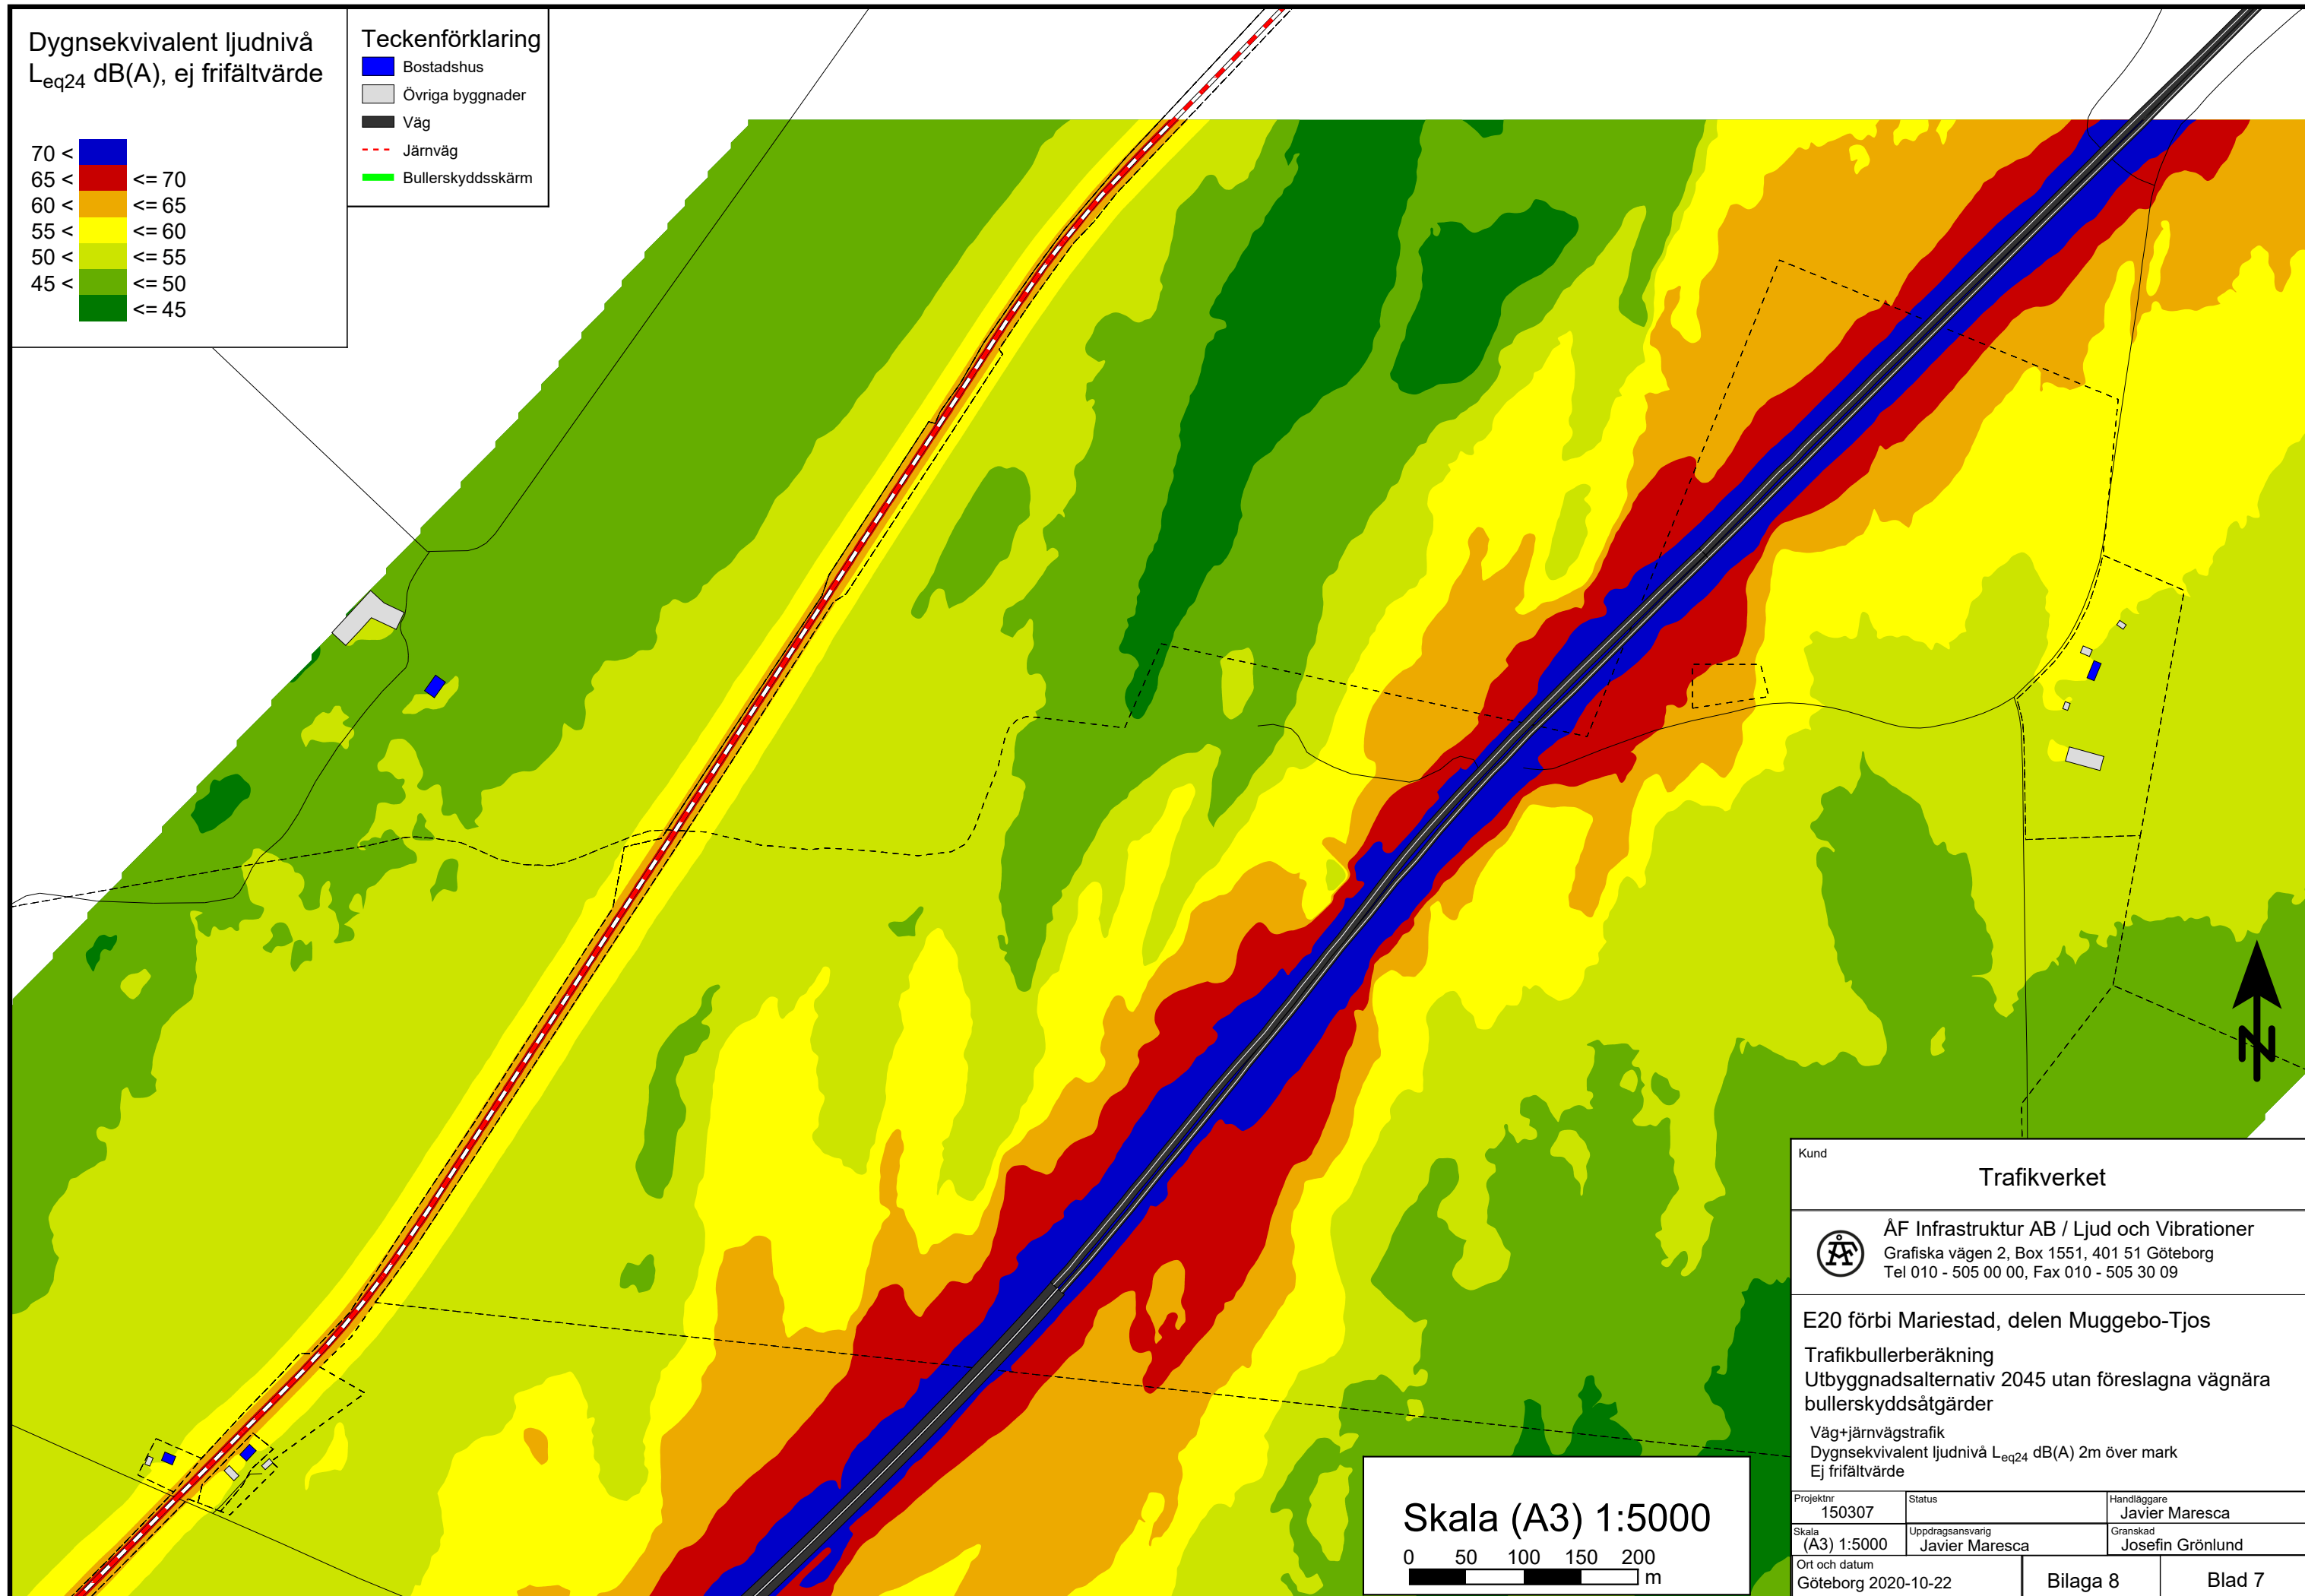 Dygnsekvivalent ljudnivå
Leq24 dB(A), ej frifältvärde
70 <
65 < <= 70
60 < <= 65
55 < <= 60
50 < <= 55
45 < <= 50
<= 45
Teckenförklaring
Bostadshus
Övriga byggnader
Väg
Järnväg
Bullerskyddsskärm
N
Skala (A3) 1:5000
0 50 100 150 200
m
Kund
Trafikverket
ÅF
ÅF Infrastruktur AB / Ljud och Vibrationer
Grafiska vägen 2, Box 1551, 401 51 Göteborg
Tel 010 - 505 00 00, Fax 010 - 505 30 09
E20 förbi Mariestad, delen Muggebo-Tjos
Trafikbullerberäkning
Utbyggnadsalternativ 2045 utan föreslagna vägnära
bullerskyddsåtgärder
Väg+järnvägstrafik
Dygnsekvivalent ljudnivå Leq24 dB(A) 2m över mark
Ej frifältvärde
Projektnr
150307
Status
Handläggare
Javier Maresca
Skala
(A3) 1:5000
Uppdragsansvarig
Javier Maresca
Granskad
Josefin Grönlund
Ort och datum
Göteborg 2020-10-22
Bilaga 8
Blad 7